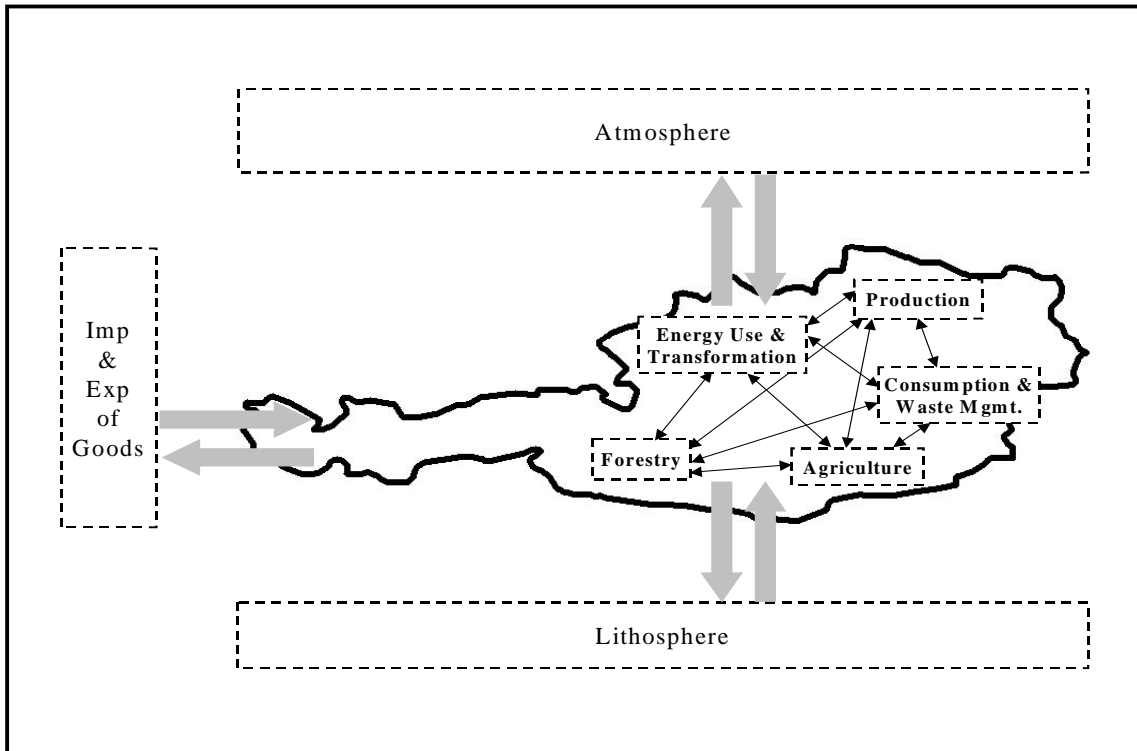 Atmosphere
Imp
&
Exp
of
Goods
Production
Energy Use &
Transformation
Consumption &
Waste Mgmt.
Forestry
Agriculture
Lithosphere